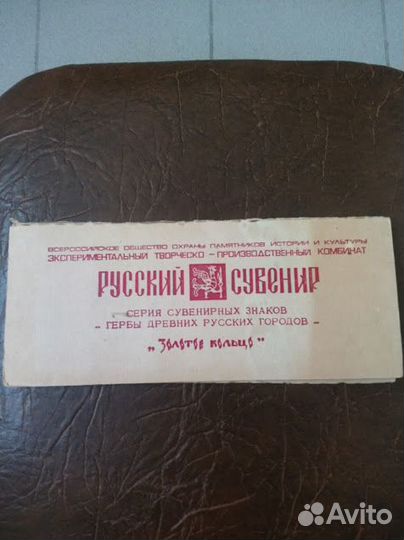 ВСЕРОССИЙСКОЕ ОБЩЕСТВО ОХРАНЫ ПАМЯТНИКОВ ИСТОРИИ И КУЛЬТУРЫ
ЭКСПЕРИМЕНТАЛЬНЫЙ ТВОРЧЕСКО - ПРОИЗВОДСТВЕННЫЙ КОМБИНАТ
РУССКИЙ СУВЕНИР
СЕРИЯ СУВЕНИРНЫХ ЗНАКОВ
- ГЕРБЫ ДРЕВНИХ РУССКИХ ГОРОДОВ -
„ЗОЛОТОЕ КОЛЬЦО"
Avito